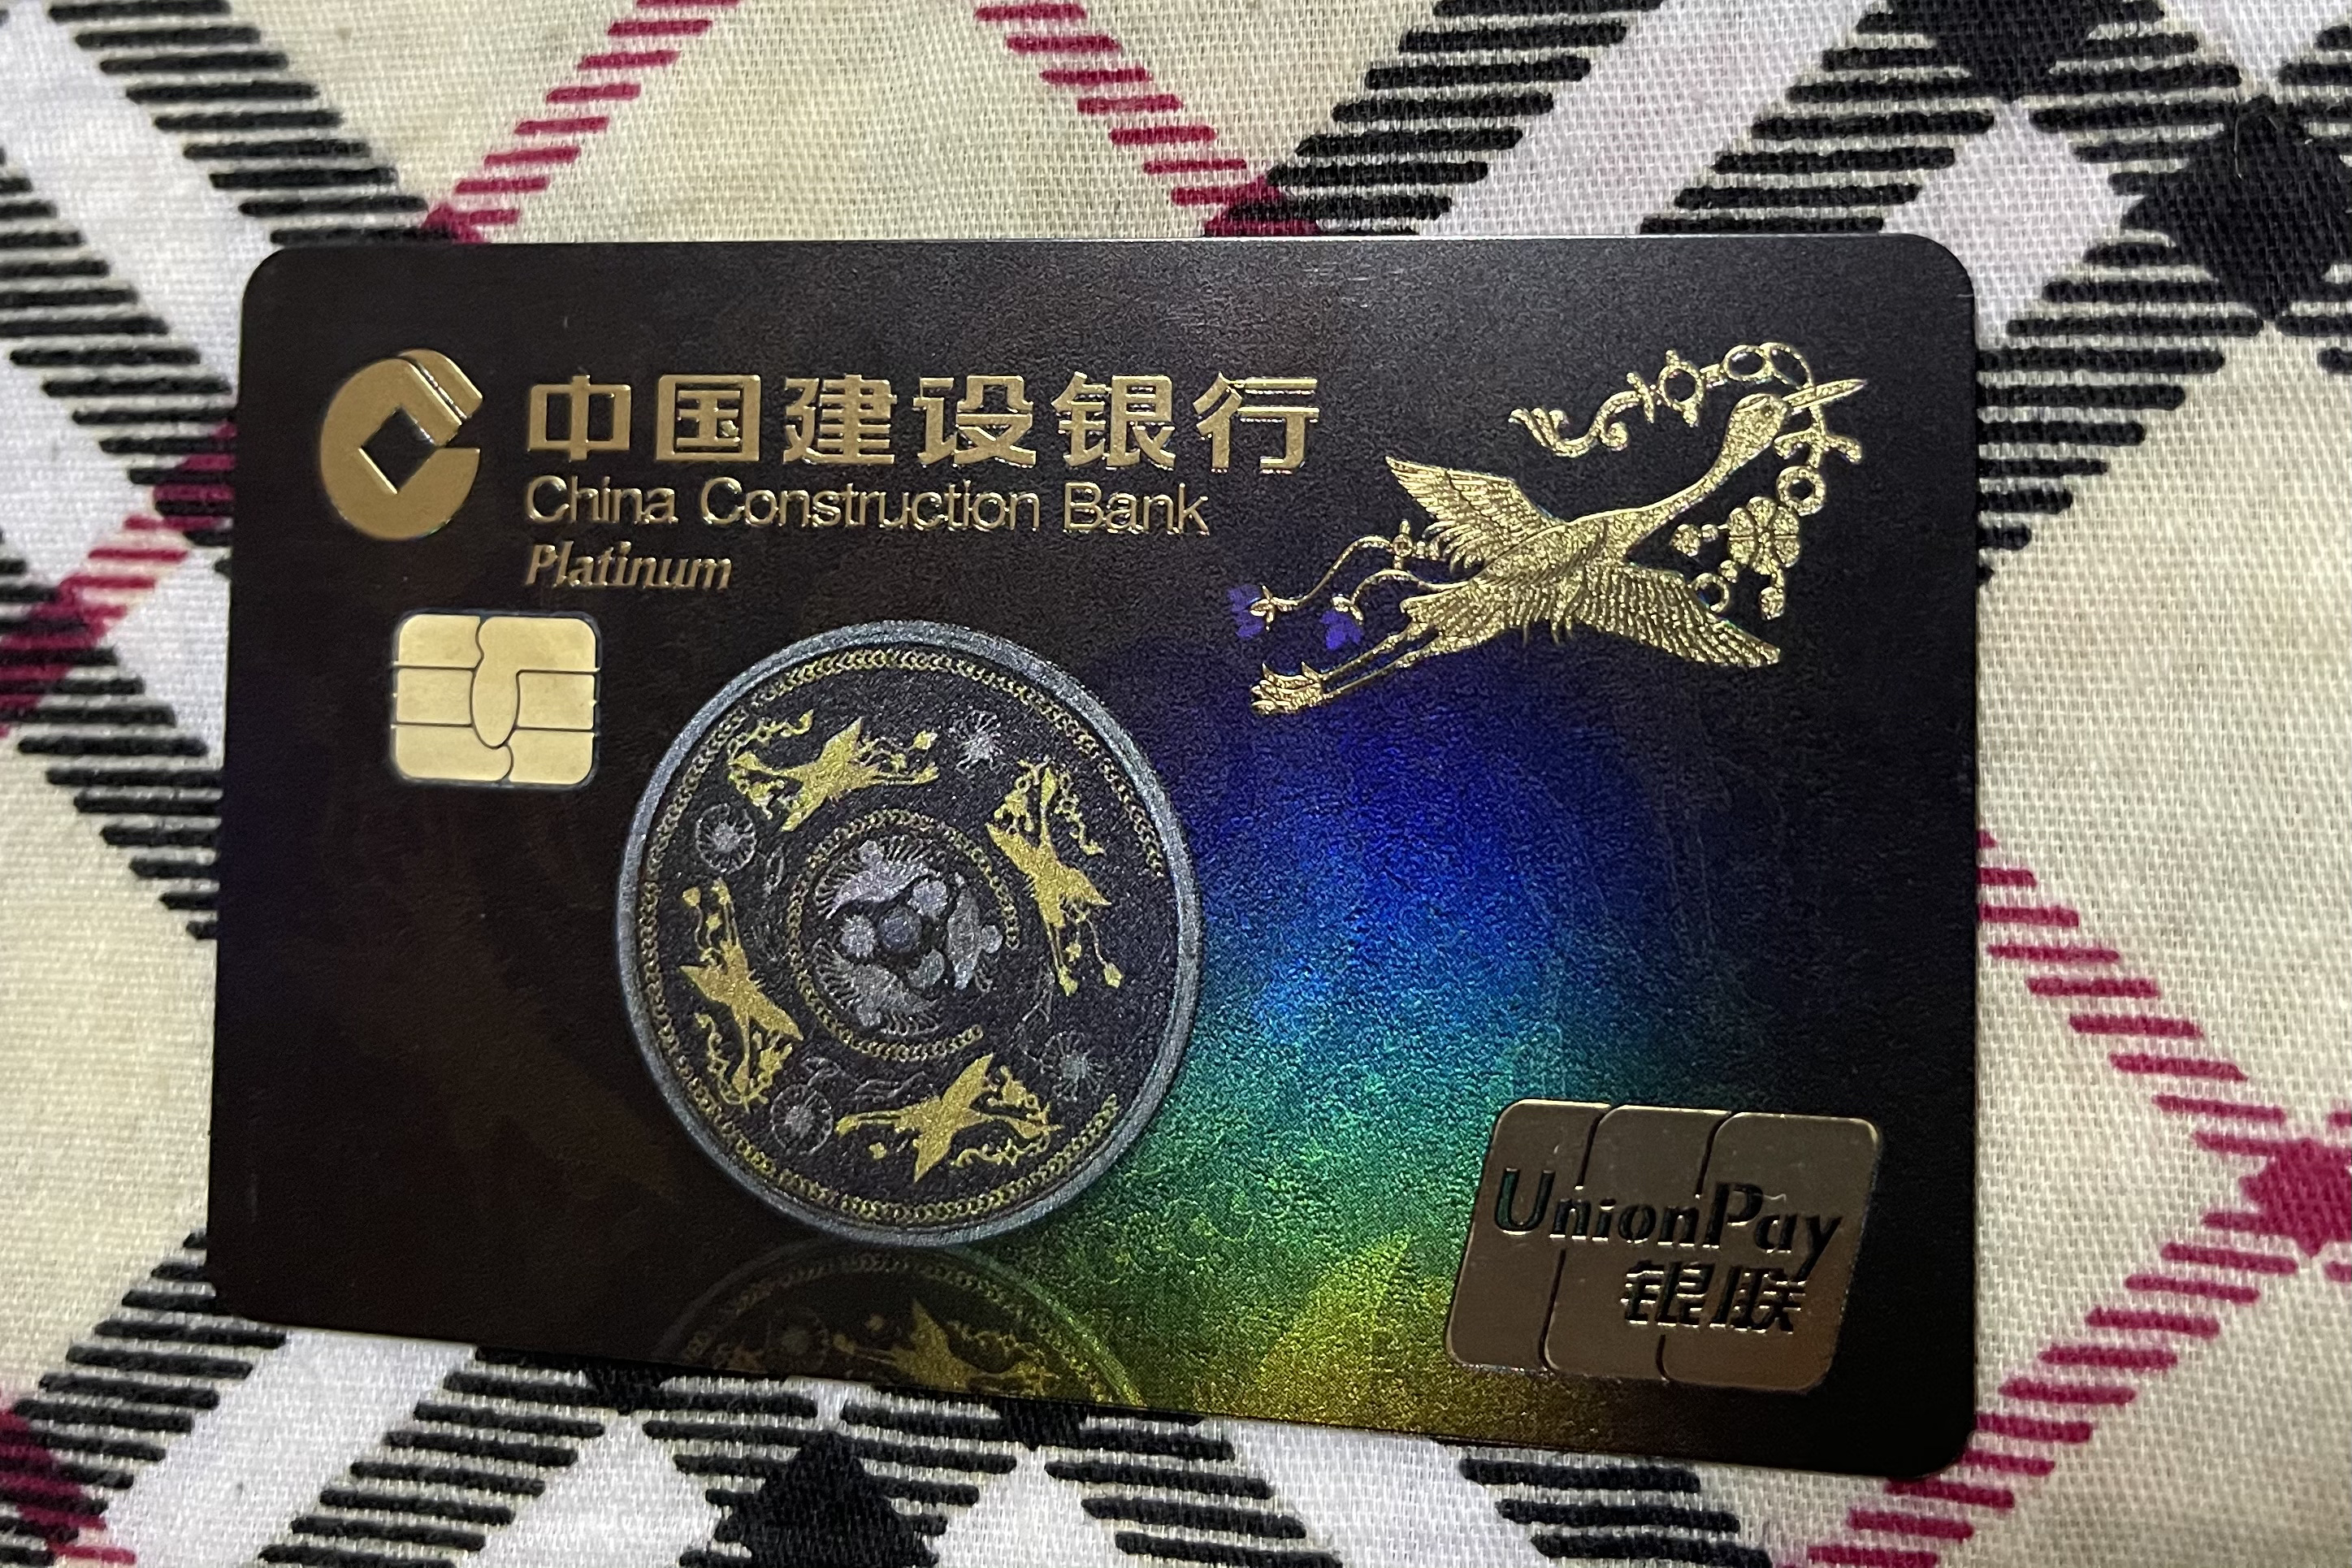 中国建设银行
China Construction Bank
Platinum
UnionPay
银联